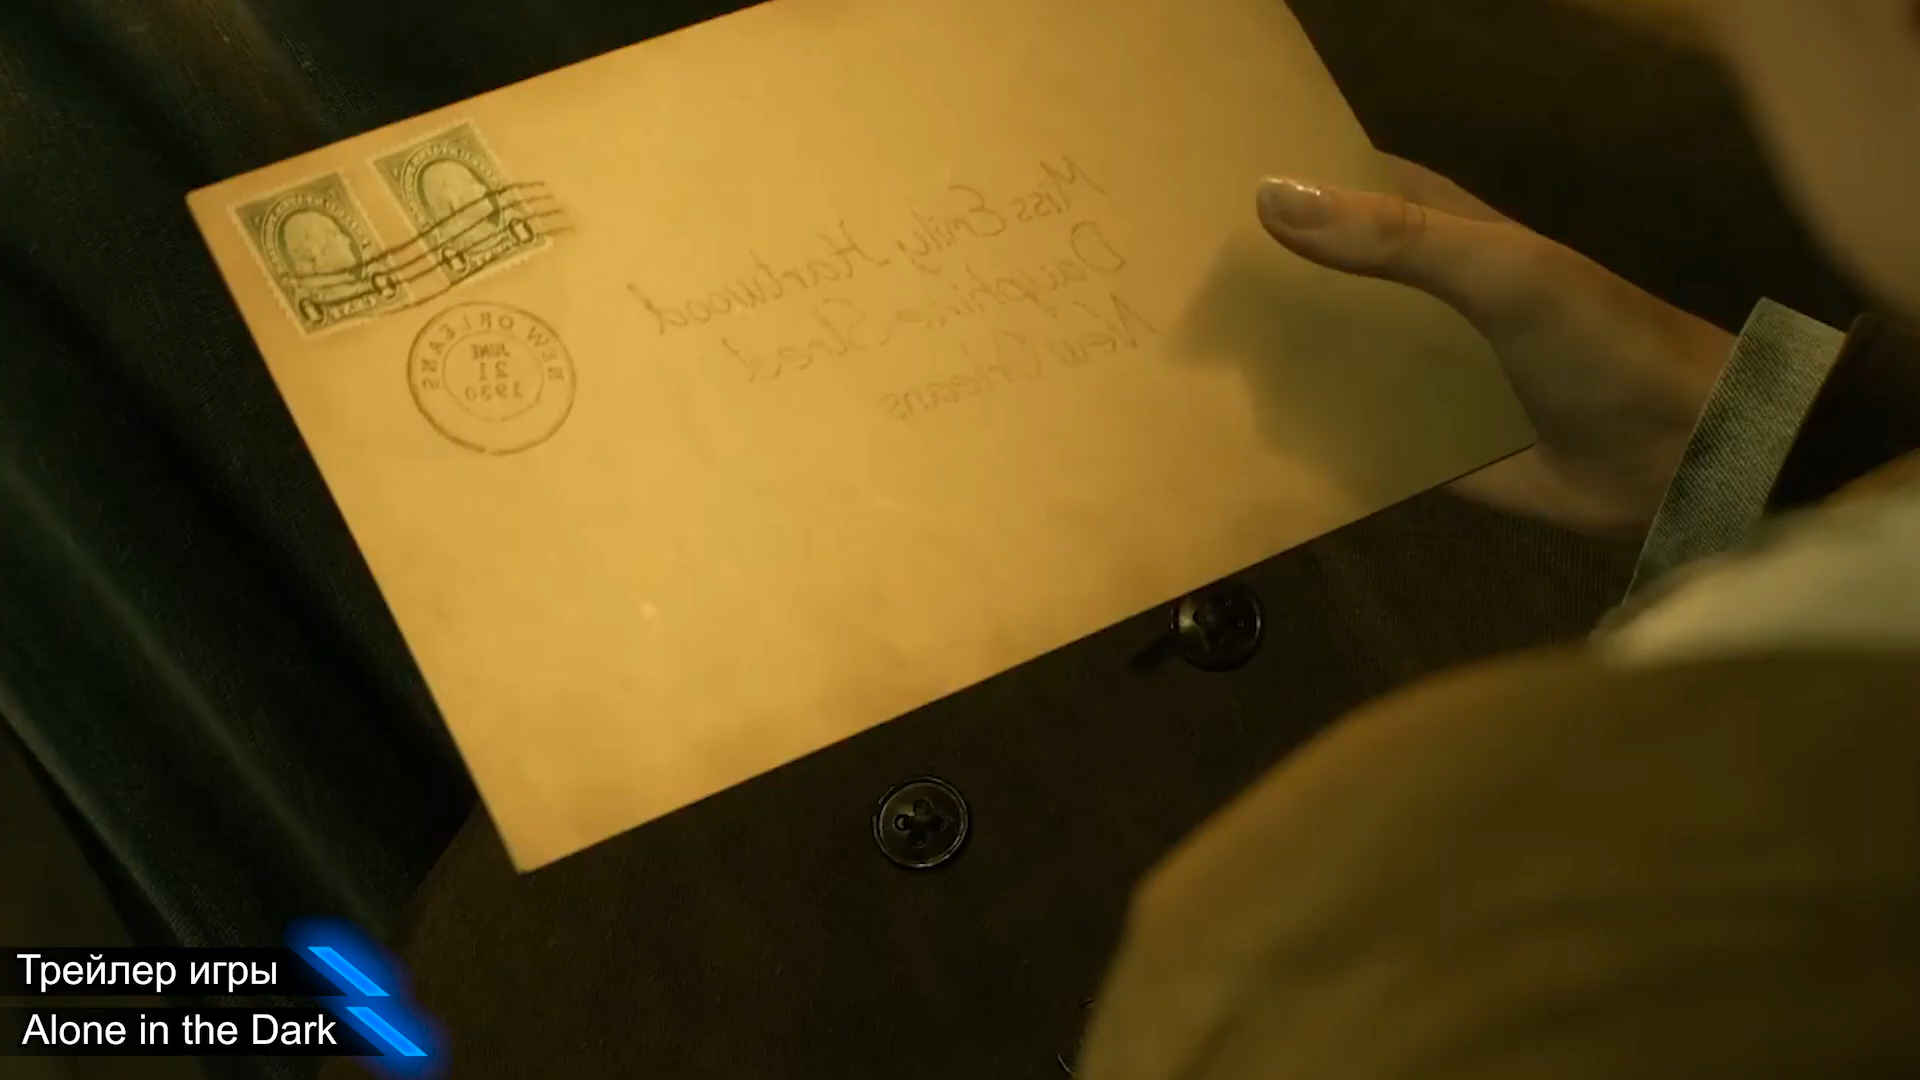 Miss Emily Hartwood
Dauphine Street
New Orleans
NEW ORLEANS
JUNE
21
1930
Трейлер игры
Alone in the Dark